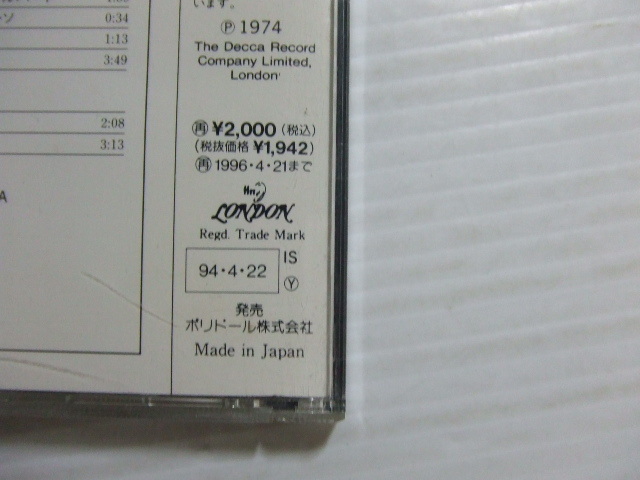 ソ 0:34
1:13
3:49
2:08
3:13
A
います。
Ⓟ 1974
The Decca Record
Company Limited,
London
㊥ ¥2,000 (税込)
(税抜価格 ¥1,942)
再 1996・4・21まで
LONDON
Regd. Trade Mark
94・4・22
IS
Ⓨ
発売
ポリドール株式会社
Made in Japan